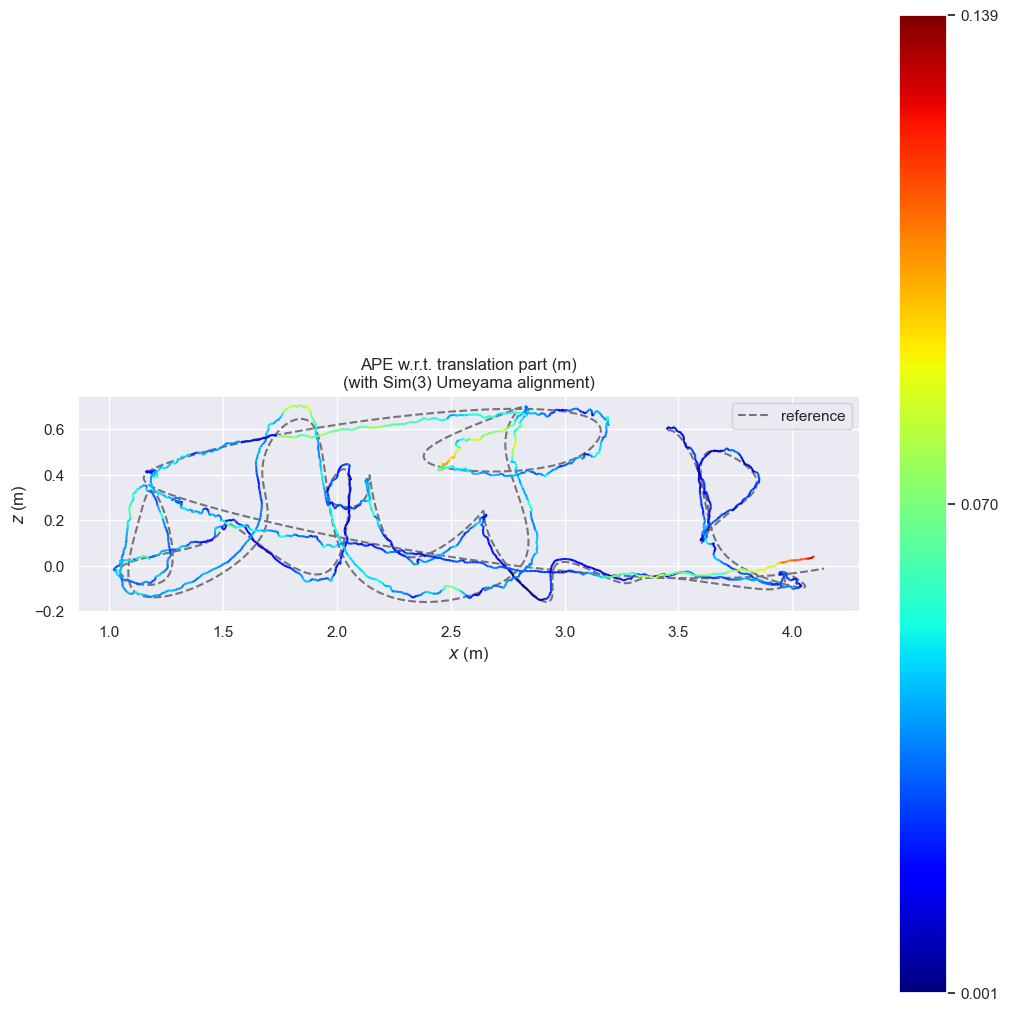 APE w.r.t. translation part (m)
(with Sim(3) Umeyama alignment)
reference
z (m)
0.6
0.4
0.2
0.0
−0.2
1.0 1.5 2.0 2.5 3.0 3.5 4.0
x (m)
0.139
0.070
0.001